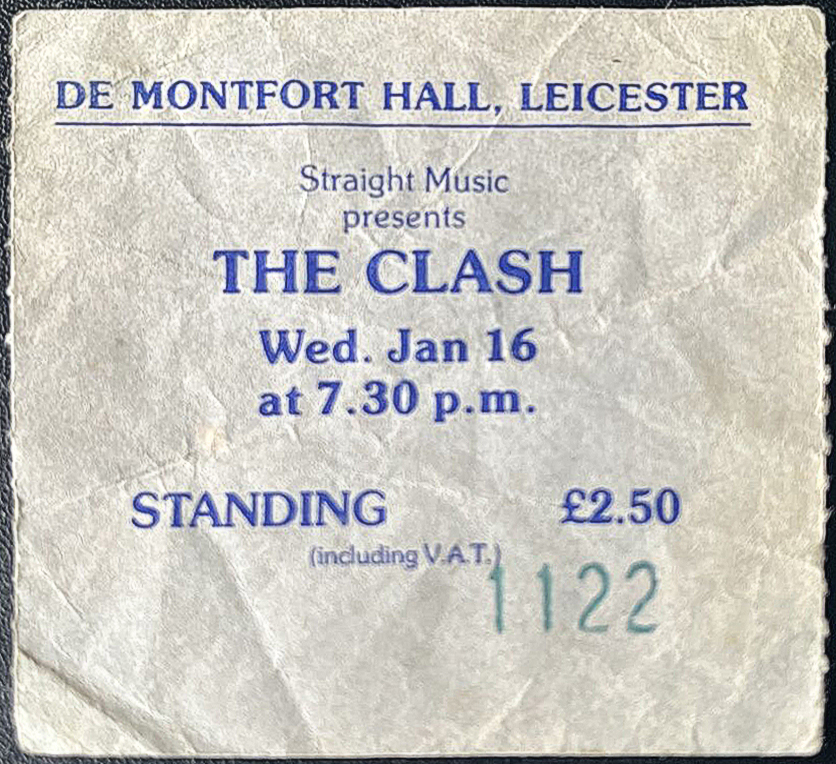 DE MONTFORT HALL, LEICESTER
Straight Music
presents
THE CLASH
Wed. Jan 16
at 7.30 p.m.
STANDING £2.50
(including V.A.T.)
1122